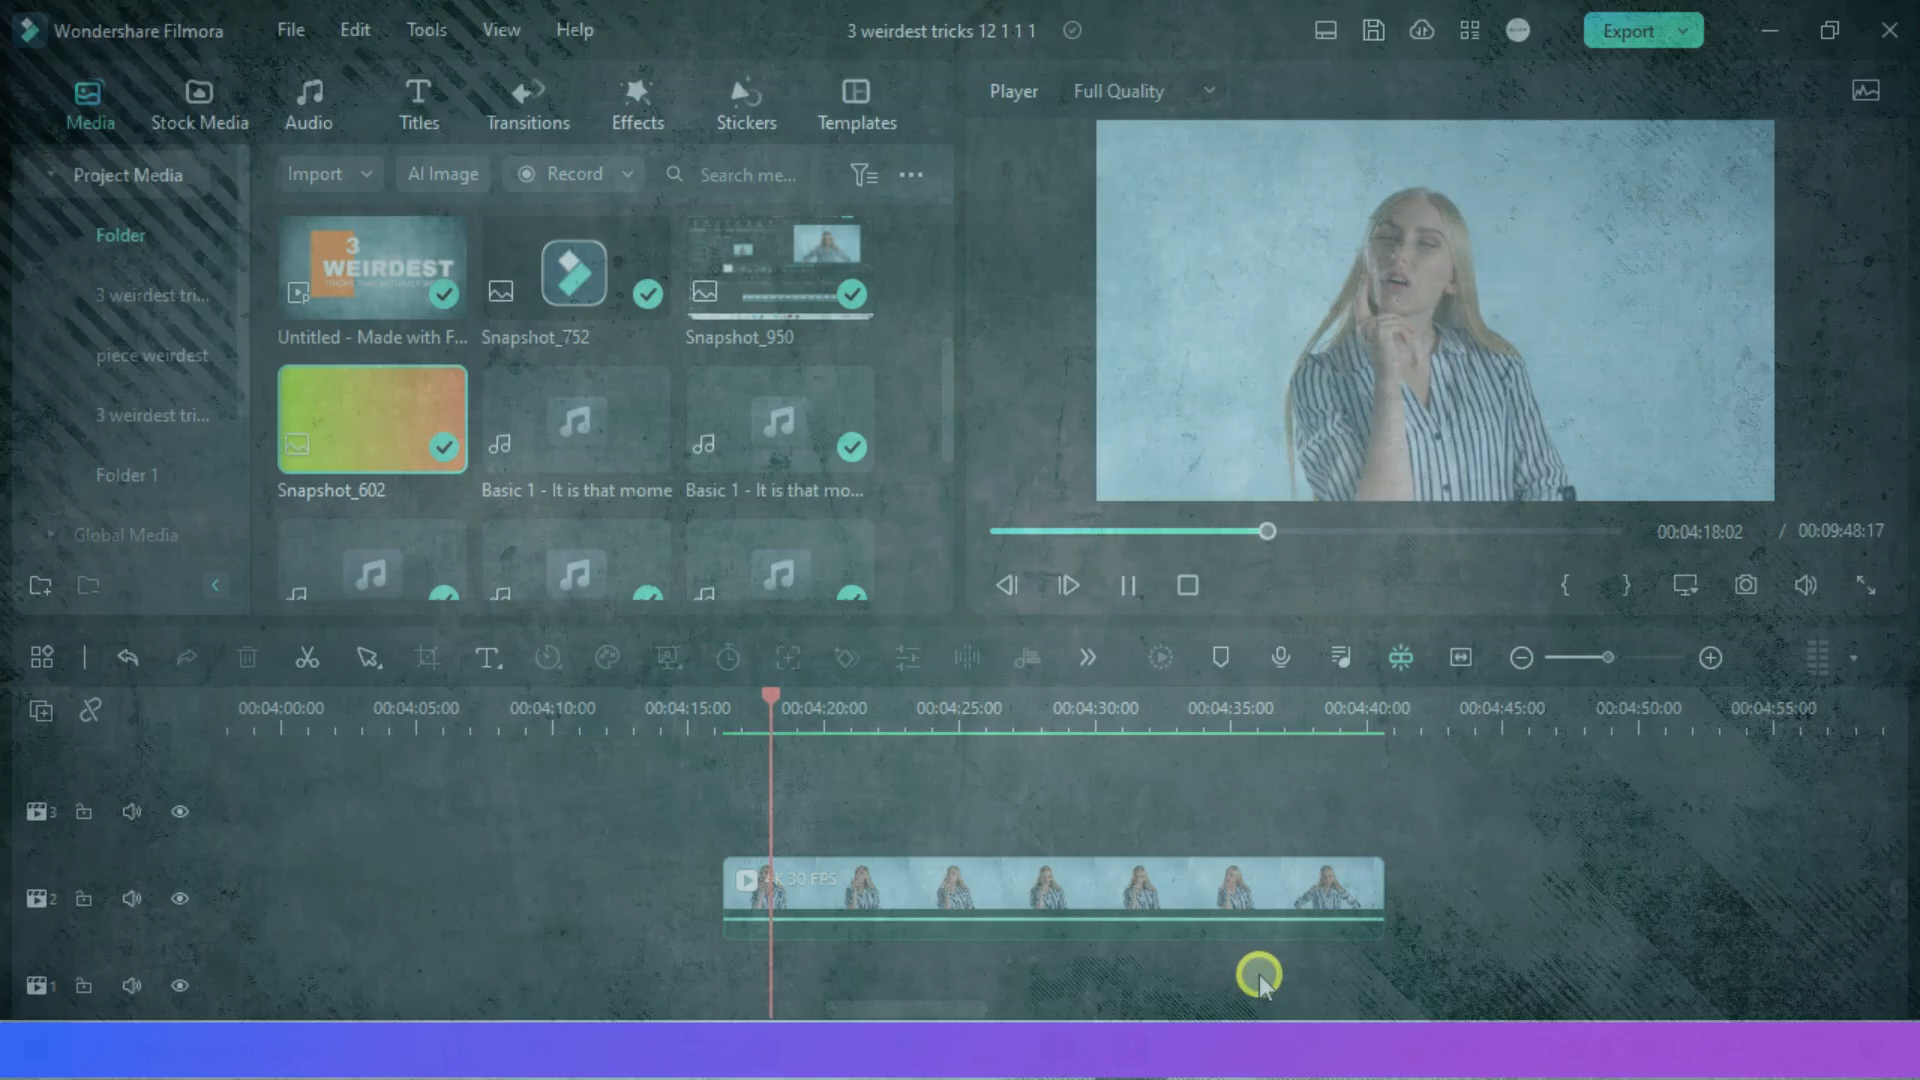 Wondershare Filmora File Edit Tools View Help 3 weirdest tricks 12 1 1 1 Export
Media Stock Media Audio Titles Transitions Effects Stickers Templates
Player Full Quality
Project Media
Import AI Image Record Search me...
Folder
3 weirdest tri...
piece weirdest
3 weirdest tri...
Folder 1
Global Media
3
WEIRDEST
Untitled - Made with F... Snapshot_752 Snapshot_950
Snapshot_602 Basic 1 - It is that mome Basic 1 - It is that mo...
00:04:18:02 / 00:09:48:17
00:04:00:00 00:04:05:00 00:04:10:00 00:04:15:00 00:04:20:00 00:04:25:00 00:04:30:00 00:04:35:00 00:04:40:00 00:04:45:00 00:04:50:00 00:04:55:00
3
2
4K 30 FPS
1